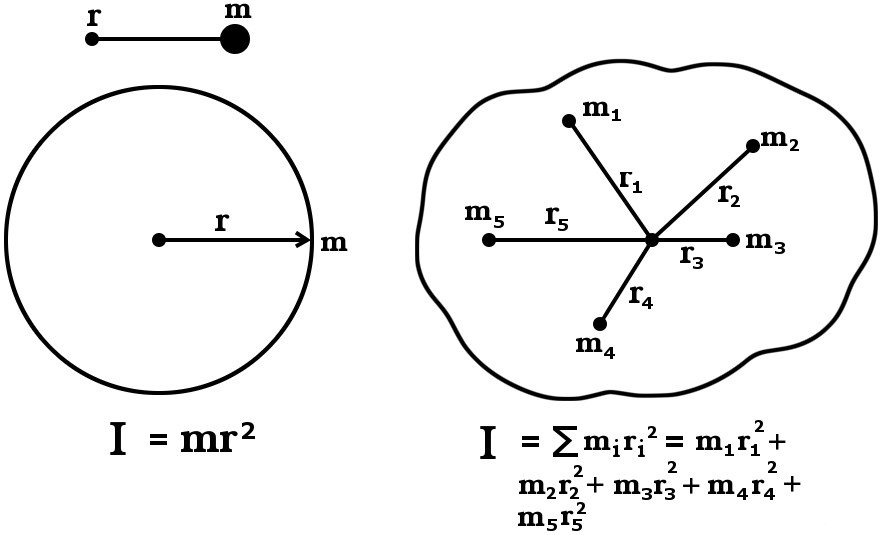 r m
r
m
I = mr²
m₁
m₂
r₁
r₂
m₅ r₅
m₃
r₃
r₄
m₄
I = ∑ mᵢrᵢ² = m₁r₁² +
m₂r₂² + m₃r₃² + m₄r₄² +
m₅r₅²